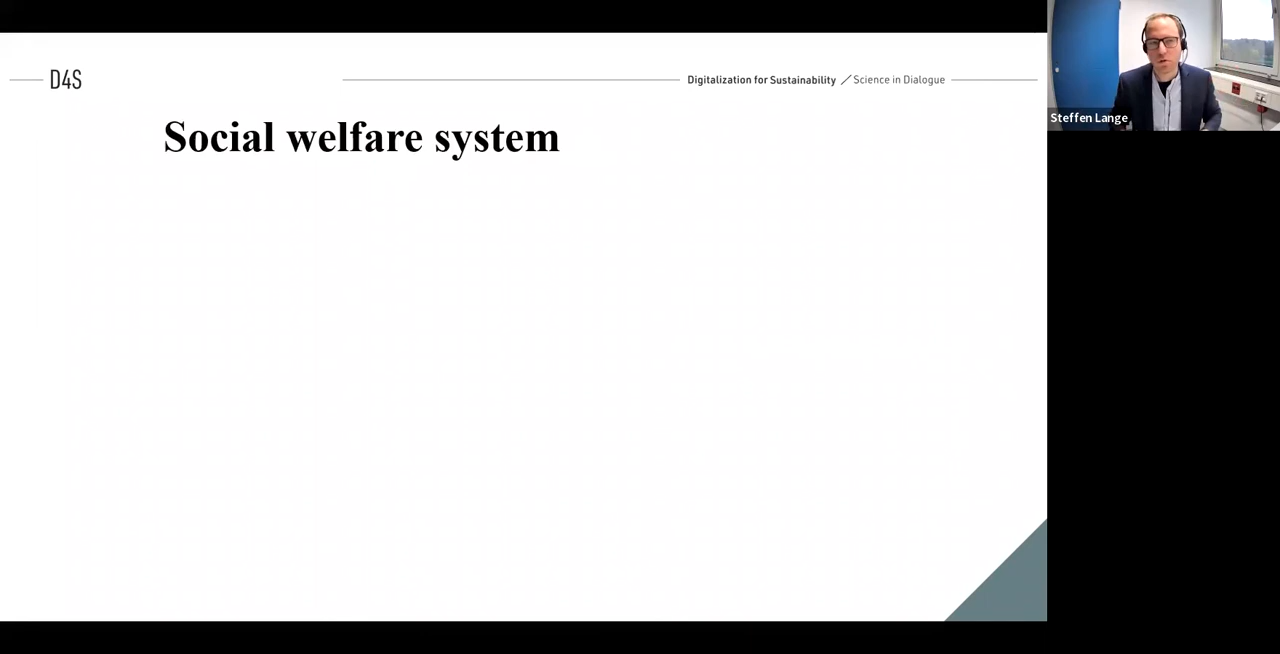 D4S
Digitalization for Sustainability / Science in Dialogue
Social welfare system
Steffen Lange